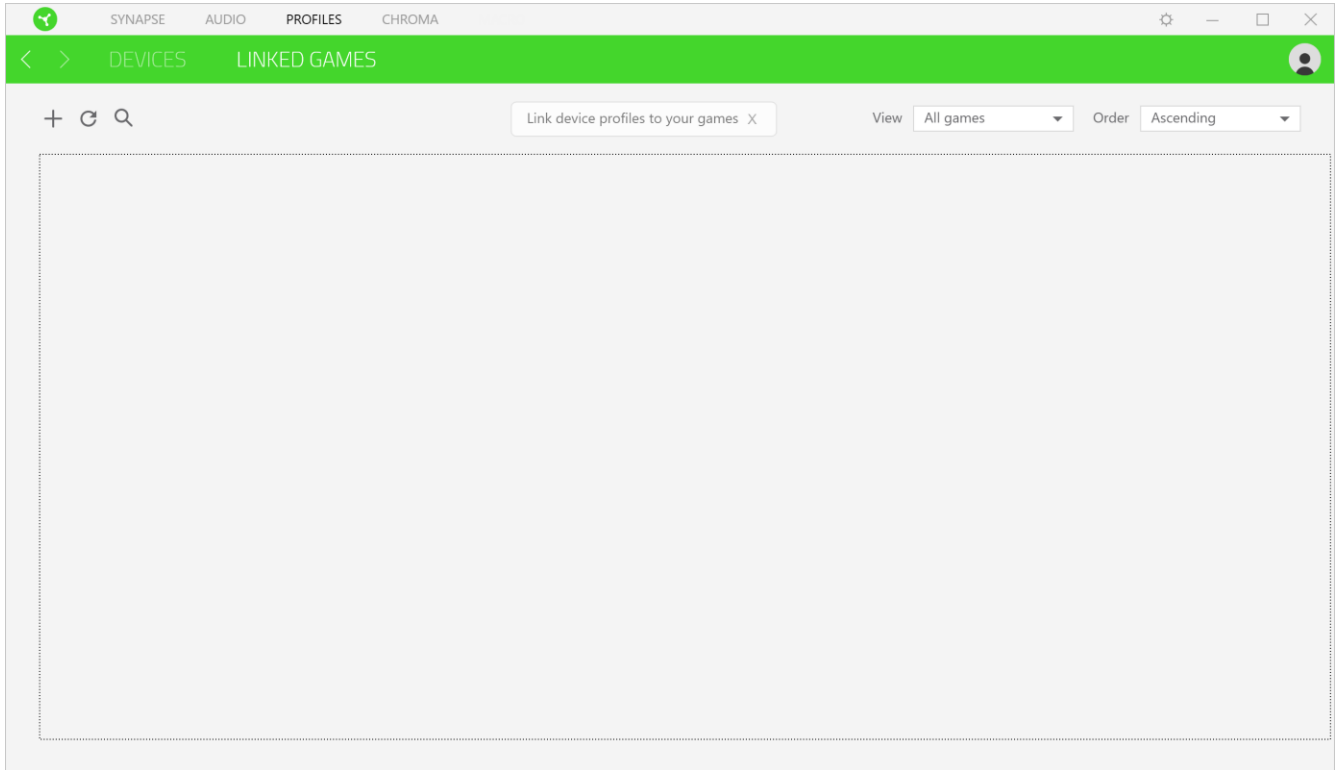 SYNAPSE AUDIO PROFILES CHROMA
DEVICES LINKED GAMES
Link device profiles to your games X View All games Order Ascending